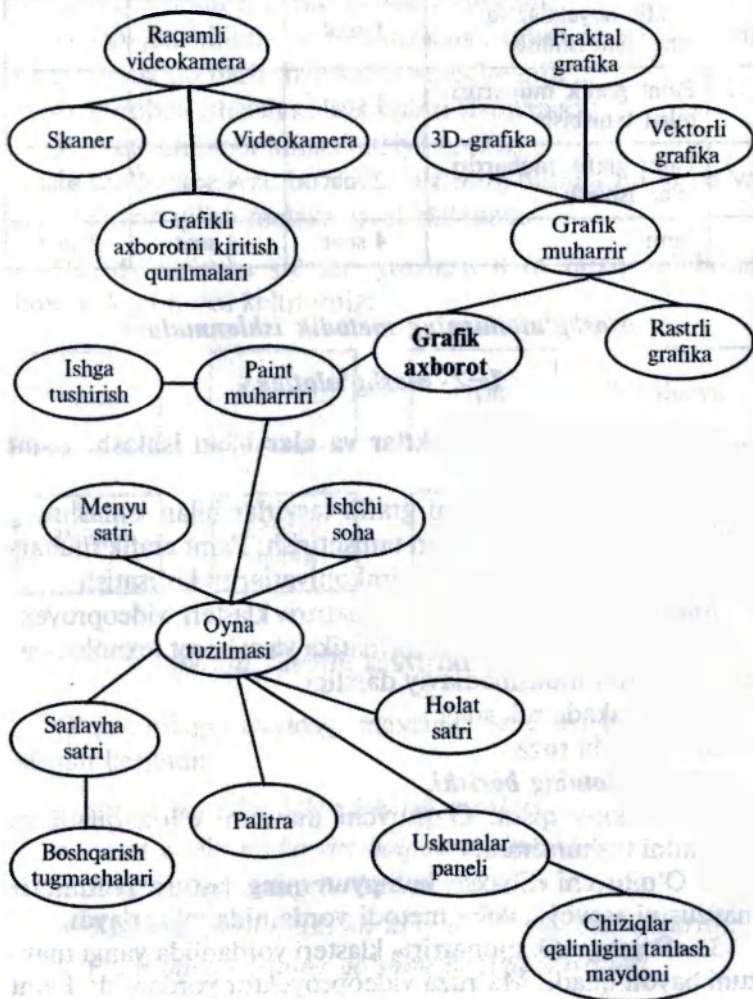 Raqamli
videokamera
Fraktal
grafika
Skaner
Videokamera
3D-grafika
Vektorli
grafika
Grafikli
axborotni kiritish
qurilmalari
Grafik
muharrir
Grafik
axborot
Rastrli
grafika
Ishga
tushirish
Paint
muharriri
Menyu
satri
Ishchi
soha
Oyna
tuzilmasi
Sarlavha
satri
Holat
satri
Palitra
Uskunalar
paneli
Boshqarish
tugmachalari
Chiziqlar
qalinligini tanlash
maydoni